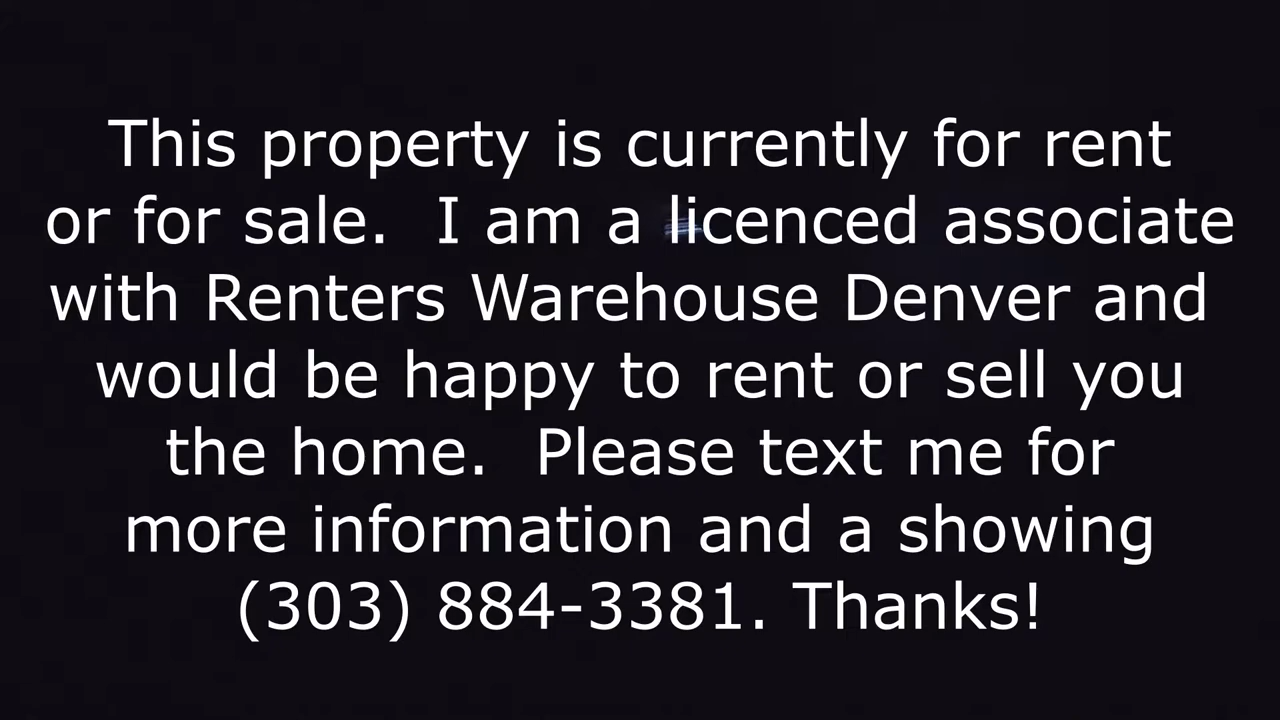 This property is currently for rent
or for sale.  I am a licenced associate
with Renters Warehouse Denver and
would be happy to rent or sell you
the home.  Please text me for
more information and a showing
(303) 884-3381. Thanks!